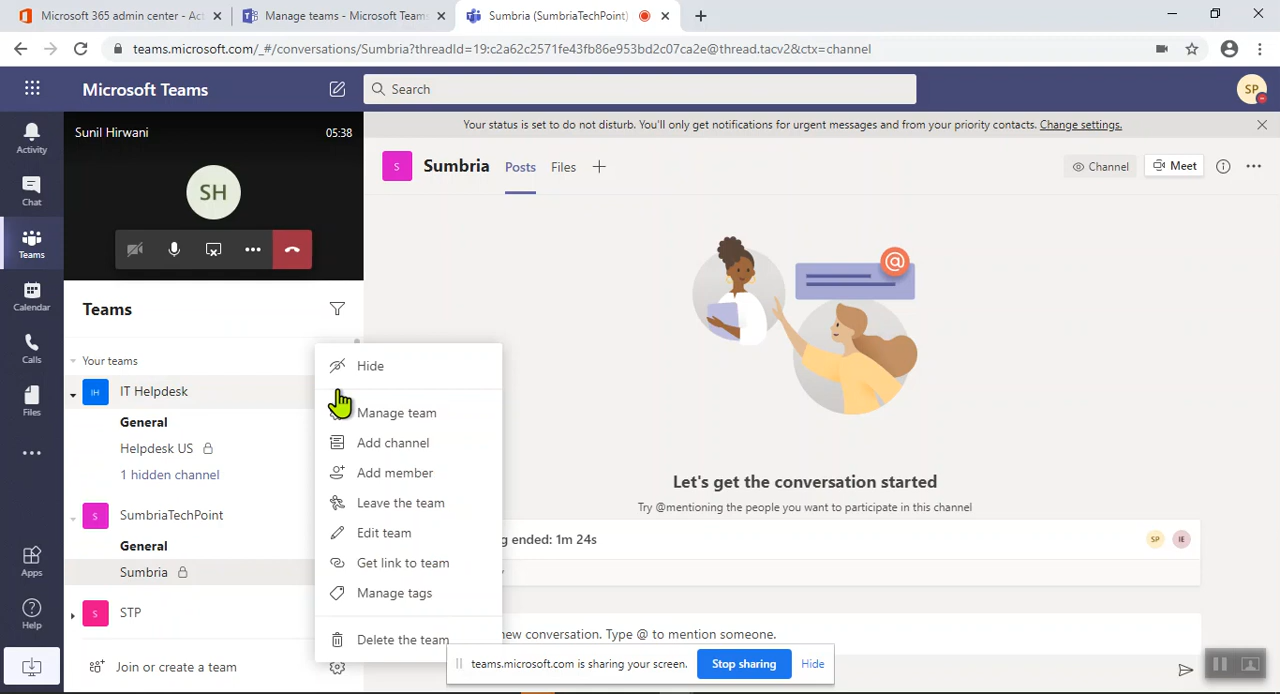 Microsoft 365 admin center - Act
Manage teams - Microsoft Teams
Sumbria (SumbriaTechPoint)
teams.microsoft.com/_#/conversations/Sumbria?threadId=19:c2a62c2571fe43fb86e953bd2c07ca2e@thread.tacv2&ctx=channel
Microsoft Teams
Search
SP
Activity
Chat
Teams
Calendar
Calls
Files
Apps
Help
Sunil Hirwani 05:38
SH
Your status is set to do not disturb. You'll only get notifications for urgent messages and from your priority contacts. Change settings.
S Sumbria Posts Files
Channel Meet
Teams
Your teams
IH IT Helpdesk
General
Helpdesk US
1 hidden channel
S SumbriaTechPoint
General
Sumbria
S STP
Join or create a team
Hide
Manage team
Add channel
Add member
Leave the team
Edit team
Get link to team
Manage tags
Delete the team
@
Let's get the conversation started
Try @mentioning the people you want to participate in this channel
g ended: 1m 24s
SP IE
new conversation. Type @ to mention someone.
teams.microsoft.com is sharing your screen. Stop sharing Hide